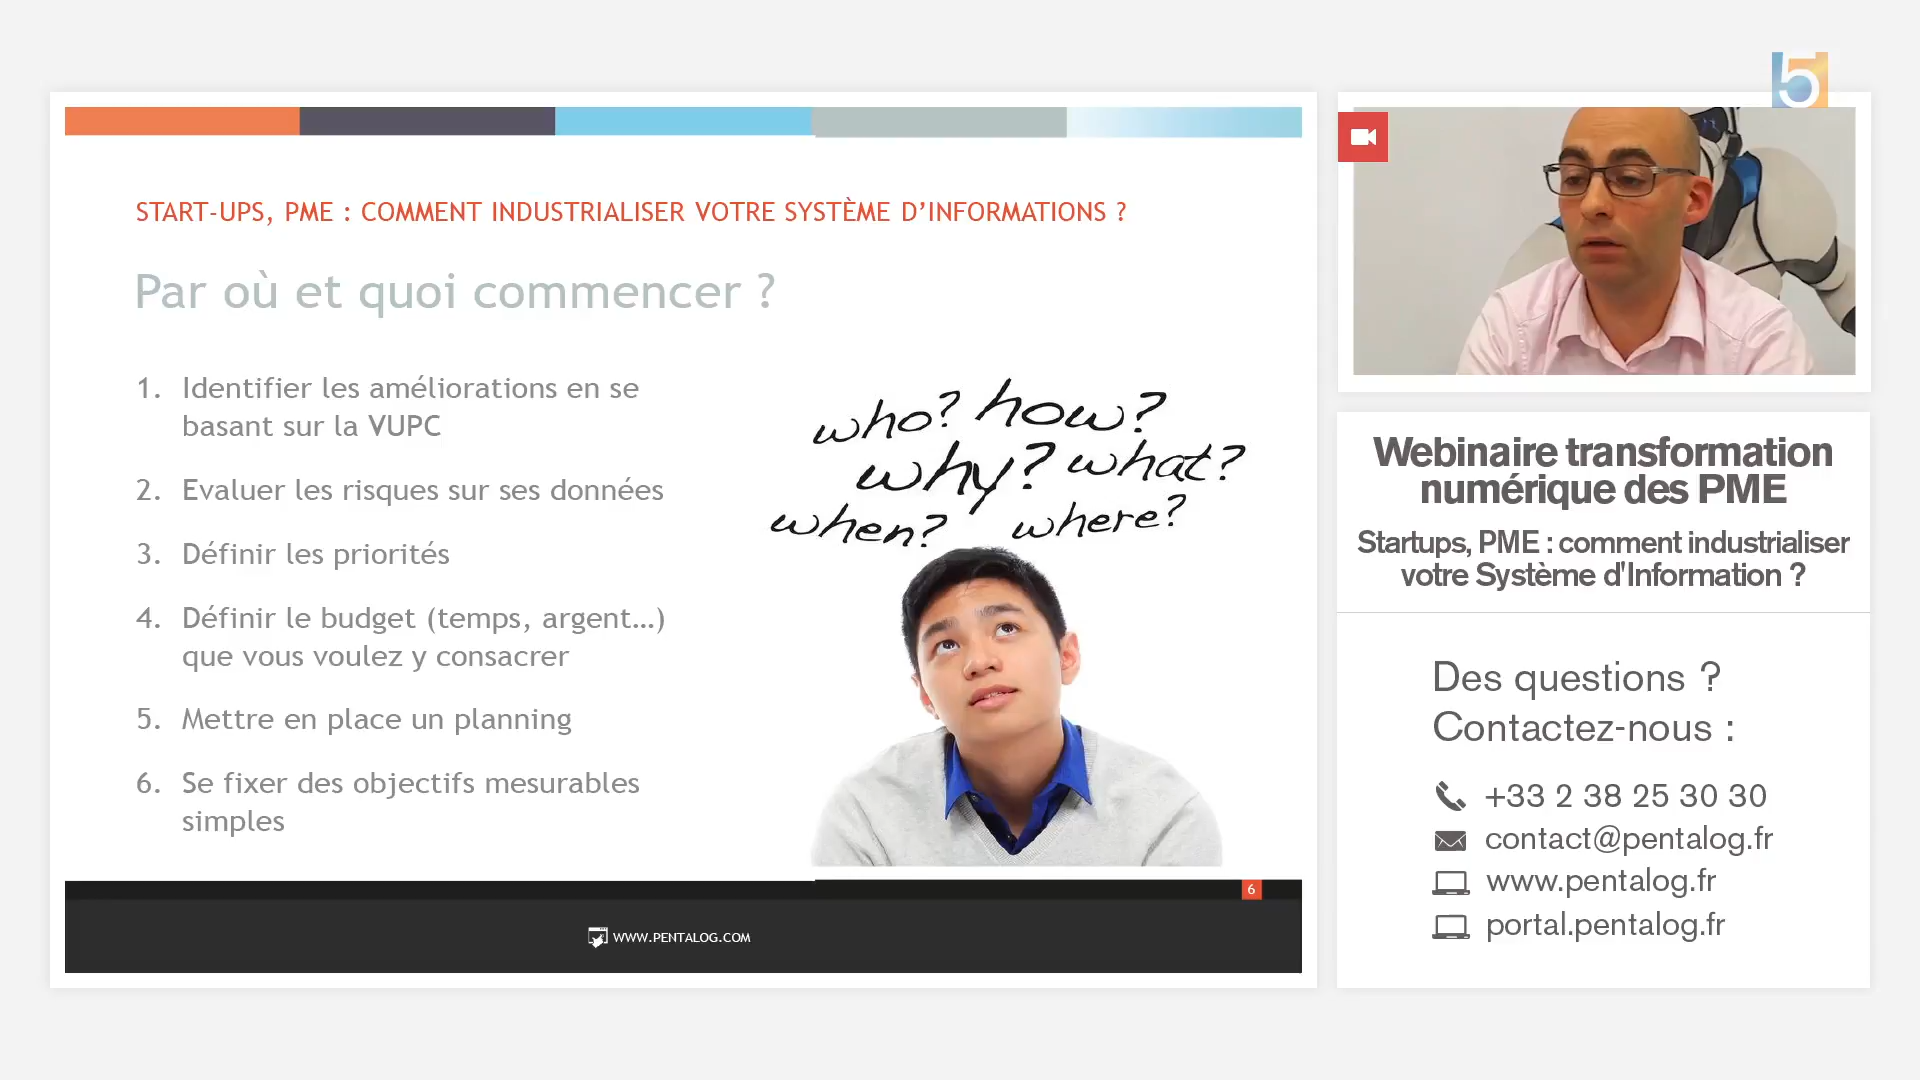 START-UPS, PME : COMMENT INDUSTRIALISER VOTRE SYSTÈME D’INFORMATIONS ?
Par où et quoi commencer ?
1. Identifier les améliorations en se
basant sur la VUPC
2. Evaluer les risques sur ses données
3. Définir les priorités
4. Définir le budget (temps, argent…)
que vous voulez y consacrer
5. Mettre en place un planning
6. Se fixer des objectifs mesurables
simples
who? how?
why? what?
when? where?
6
WWW.PENTALOG.COM
5
Webinaire transformation
numérique des PME
Startups, PME : comment industrialiser
votre Système d'Information ?
Des questions ?
Contactez-nous :
+33 2 38 25 30 30
contact@pentalog.fr
www.pentalog.fr
portal.pentalog.fr